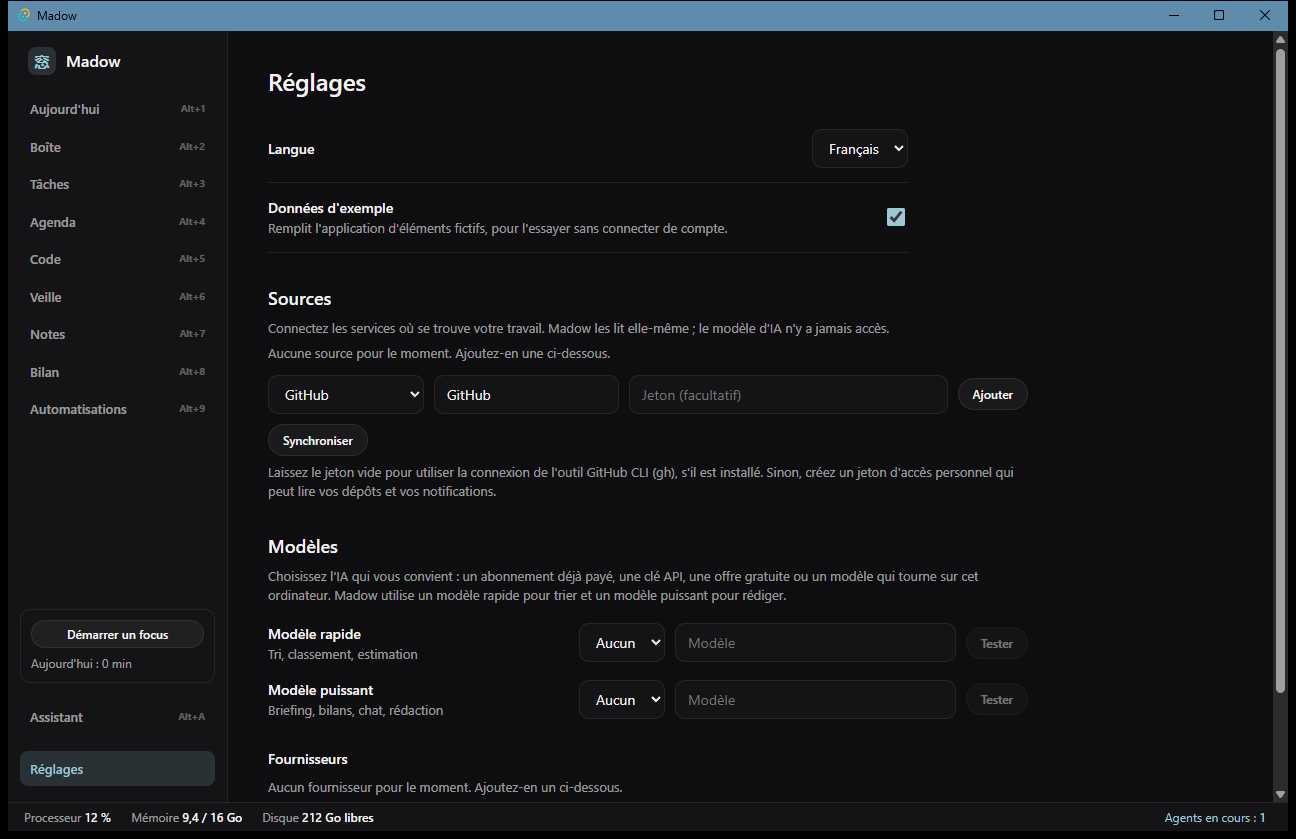 Madow
窓 Madow
Aujourd'hui Alt+1
Boîte Alt+2
Tâches Alt+3
Agenda Alt+4
Code Alt+5
Veille Alt+6
Notes Alt+7
Bilan Alt+8
Automatisations Alt+9
Démarrer un focus
Aujourd'hui : 0 min
Assistant Alt+A
Réglages
Réglages
Langue Français
Données d'exemple
Remplit l'application d'éléments fictifs, pour l'essayer sans connecter de compte.
Sources
Connectez les services où se trouve votre travail. Madow les lit elle-même ; le modèle d'IA n'y a jamais accès.
Aucune source pour le moment. Ajoutez-en une ci-dessous.
GitHub GitHub Jeton (facultatif) Ajouter
Synchroniser
Laissez le jeton vide pour utiliser la connexion de l'outil GitHub CLI (gh), s'il est installé. Sinon, créez un jeton d'accès personnel qui
peut lire vos dépôts et vos notifications.
Modèles
Choisissez l'IA qui vous convient : un abonnement déjà payé, une clé API, une offre gratuite ou un modèle qui tourne sur cet
ordinateur. Madow utilise un modèle rapide pour trier et un modèle puissant pour rédiger.
Modèle rapide
Tri, classement, estimation
Aucun Modèle Tester
Modèle puissant
Briefing, bilans, chat, rédaction
Aucun Modèle Tester
Fournisseurs
Aucun fournisseur pour le moment. Ajoutez-en un ci-dessous.
Processeur 12 % Mémoire 9,4 / 16 Go Disque 212 Go libres Agents en cours : 1